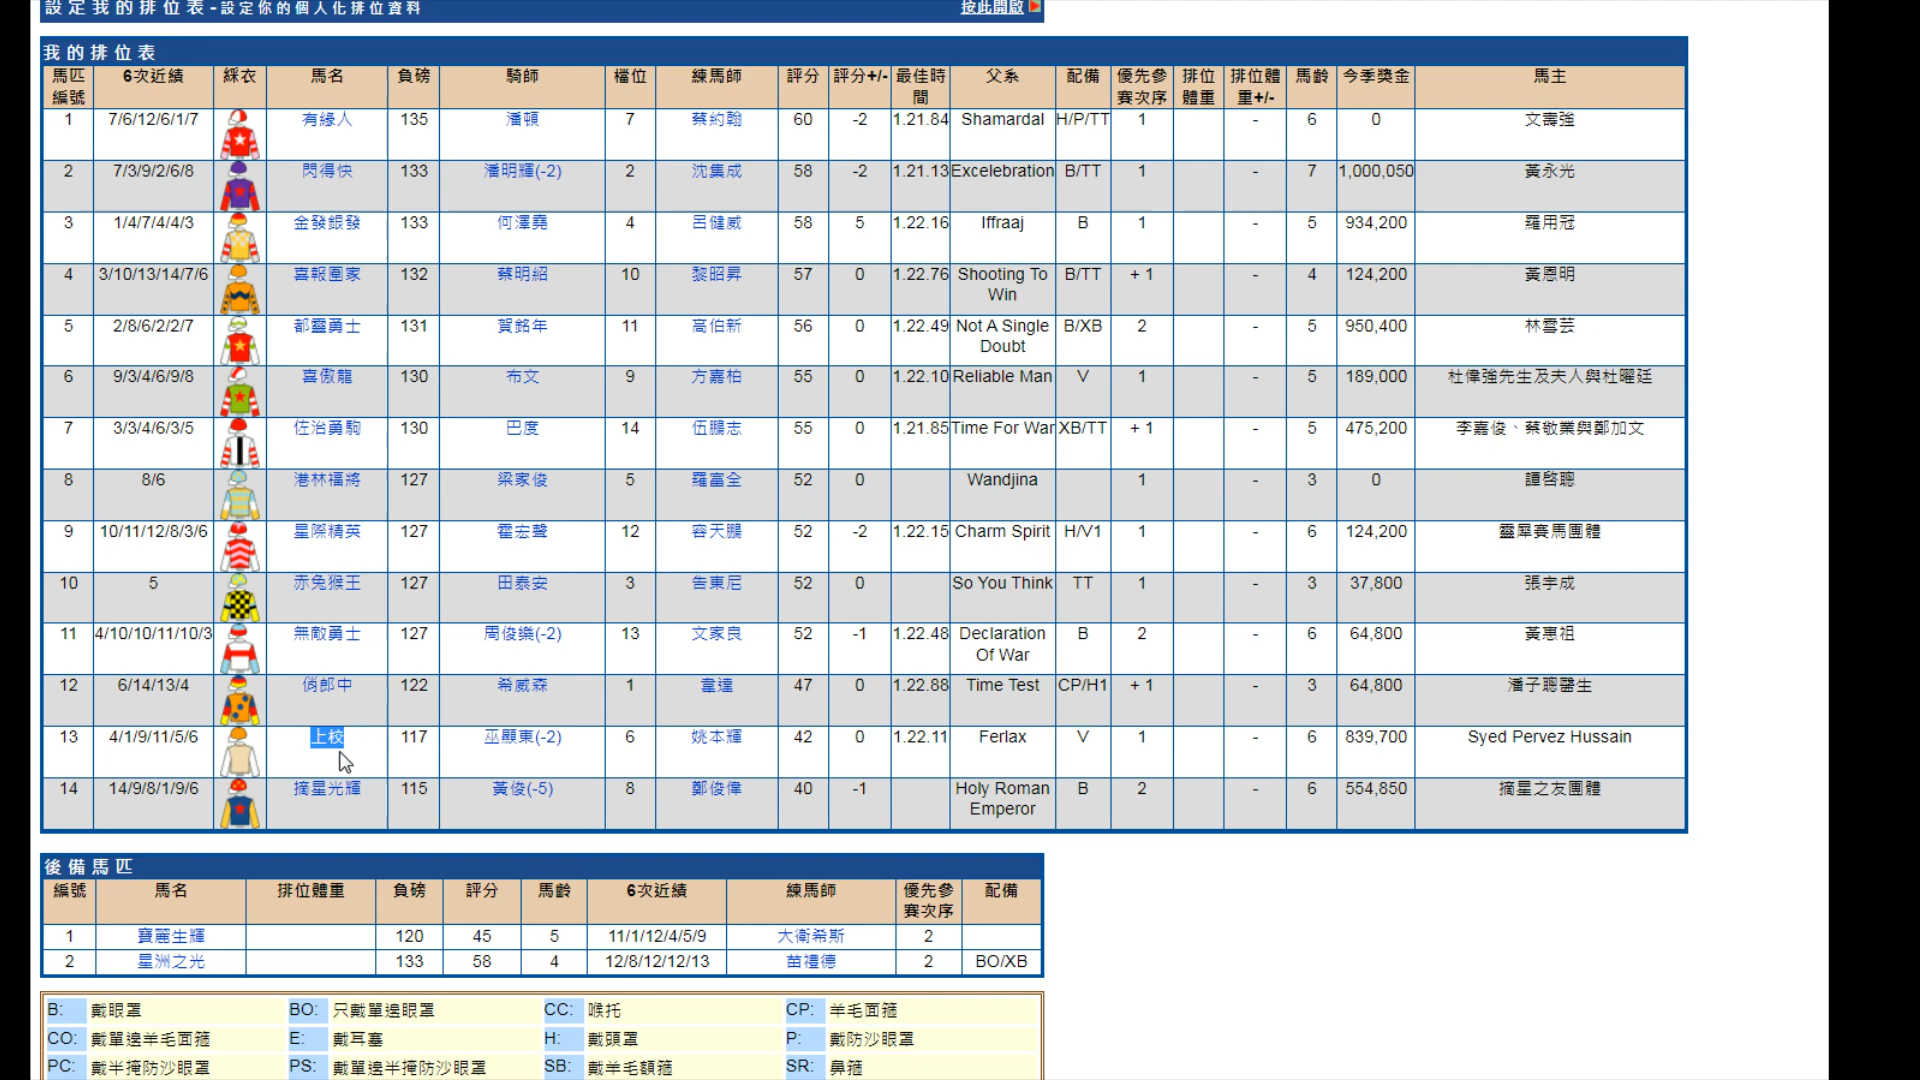 設定我的排位表-設定你的個人化排位資料 按此開啟
我的排位表
馬匹編號 6次近績 綵衣 馬名 負磅 騎師 檔位 練馬師 評分 評分+/- 最佳時間 父系 配備 優先參賽次序 排位體重 排位體重+/- 馬齡 今季獎金 馬主
1 7/6/12/6/1/7 有緣人 135 潘頓 7 蔡約翰 60 -2 1.21.84 Shamardal H/P/TT 1 - 6 0 文壽強
2 7/3/9/2/6/8 閃得快 133 潘明輝(-2) 2 沈集成 58 -2 1.21.13 Excelebration B/TT 1 - 7 1,000,050 黃永光
3 1/4/7/4/4/3 金發銀發 133 何澤堯 4 呂健威 58 5 1.22.16 Iffraaj B 1 - 5 934,200 羅用冠
4 3/10/13/14/7/6 喜報團家 132 蔡明紹 10 黎昭昇 57 0 1.22.76 Shooting To Win B/TT + 1 - 4 124,200 黃恩明
5 2/8/6/2/2/7 都靈勇士 131 賀銘年 11 高伯新 56 0 1.22.49 Not A Single Doubt B/XB 2 - 5 950,400 林雪芸
6 9/3/4/6/9/8 喜傲龍 130 布文 9 方嘉柏 55 0 1.22.10 Reliable Man V 1 - 5 189,000 杜偉強先生及夫人與杜曜廷
7 3/3/4/6/3/5 佐治勇駒 130 巴度 14 伍鵬志 55 0 1.21.85 Time For War XB/TT + 1 - 5 475,200 李嘉俊、蔡敬業與鄭加文
8 8/6 港林福將 127 梁家俊 5 羅富全 52 0 Wandjina 1 - 3 0 譚啓聰
9 10/11/12/8/3/6 星際精英 127 霍宏聲 12 容天鵬 52 -2 1.22.15 Charm Spirit H/V1 1 - 6 124,200 靈犀賽馬團體
10 5 赤兔猴王 127 田泰安 3 告東尼 52 0 So You Think TT 1 - 3 37,800 張宇成
11 4/10/10/11/10/3 無敵勇士 127 周俊樂(-2) 13 文家良 52 -1 1.22.48 Declaration Of War B 2 - 6 64,800 黃惠祖
12 6/14/13/4 俏郎中 122 希威森 1 韋達 47 0 1.22.88 Time Test CP/H1 + 1 - 3 64,800 潘子聰醫生
13 4/1/9/11/5/6 上校 117 巫顯東(-2) 6 姚本輝 42 0 1.22.11 Ferlax V 1 - 6 839,700 Syed Pervez Hussain
14 14/9/8/1/9/6 摘星光輝 115 黃俊(-5) 8 鄭俊偉 40 -1 Holy Roman Emperor B 2 - 6 554,850 摘星之友團體
後備馬匹
編號 馬名 排位體重 負磅 評分 馬齡 6次近績 練馬師 優先參賽次序 配備
1 寶麗生輝 120 45 5 11/1/12/4/5/9 大衛希斯 2
2 星洲之光 133 58 4 12/8/12/12/13 苗禮德 2 BO/XB
B: 戴眼罩 BO: 只戴單邊眼罩 CC: 喉托 CP: 羊毛面箍
CO: 戴單邊羊毛面箍 E: 戴耳塞 H: 戴頭罩 P: 戴防沙眼罩
PC: 戴半掩防沙眼罩 PS: 戴單邊半掩防沙眼罩 SB: 戴羊毛額箍 SR: 鼻箍